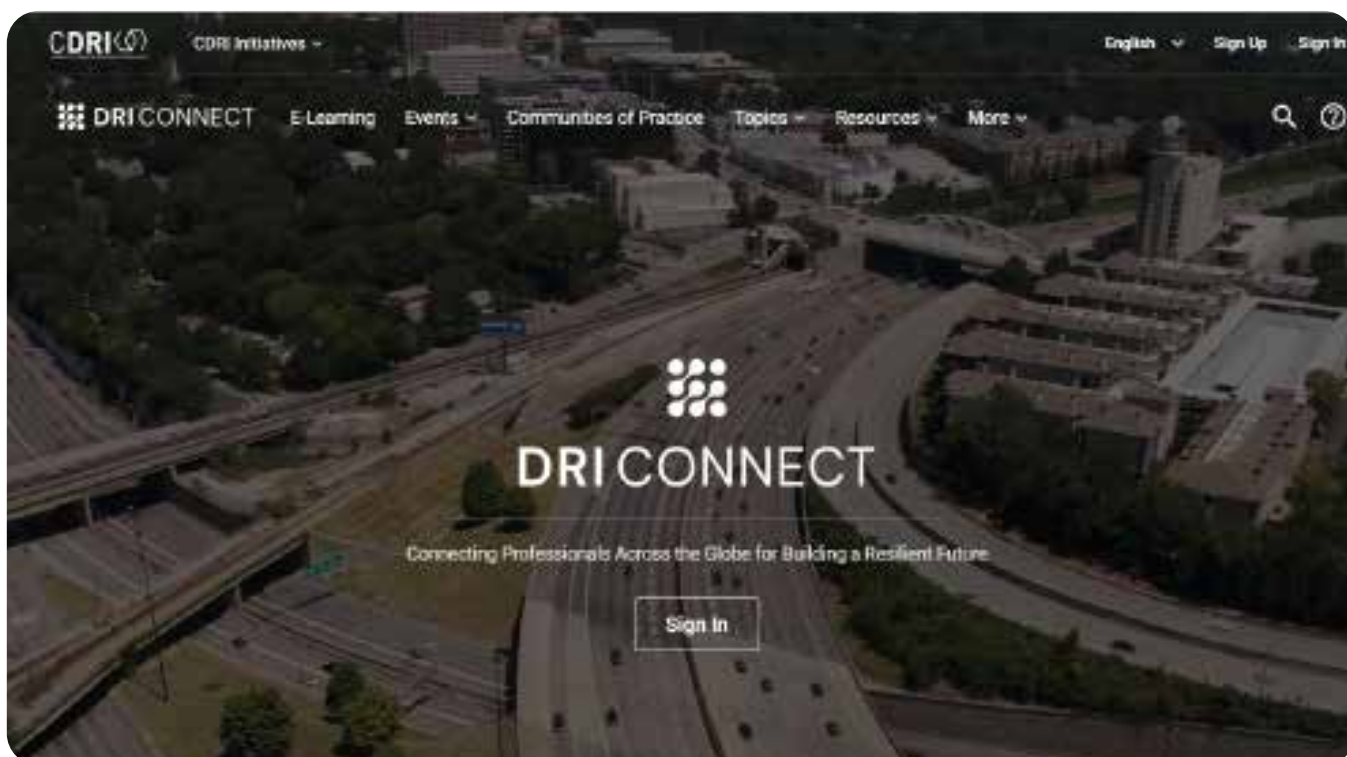 CDRI CDRI Initiatives English Sign Up Sign In
DRI CONNECT E-Learning Events Communities of Practice Topics Resources More
DRI CONNECT
Connecting Professionals Across the Globe for Building a Resilient Future
Sign In